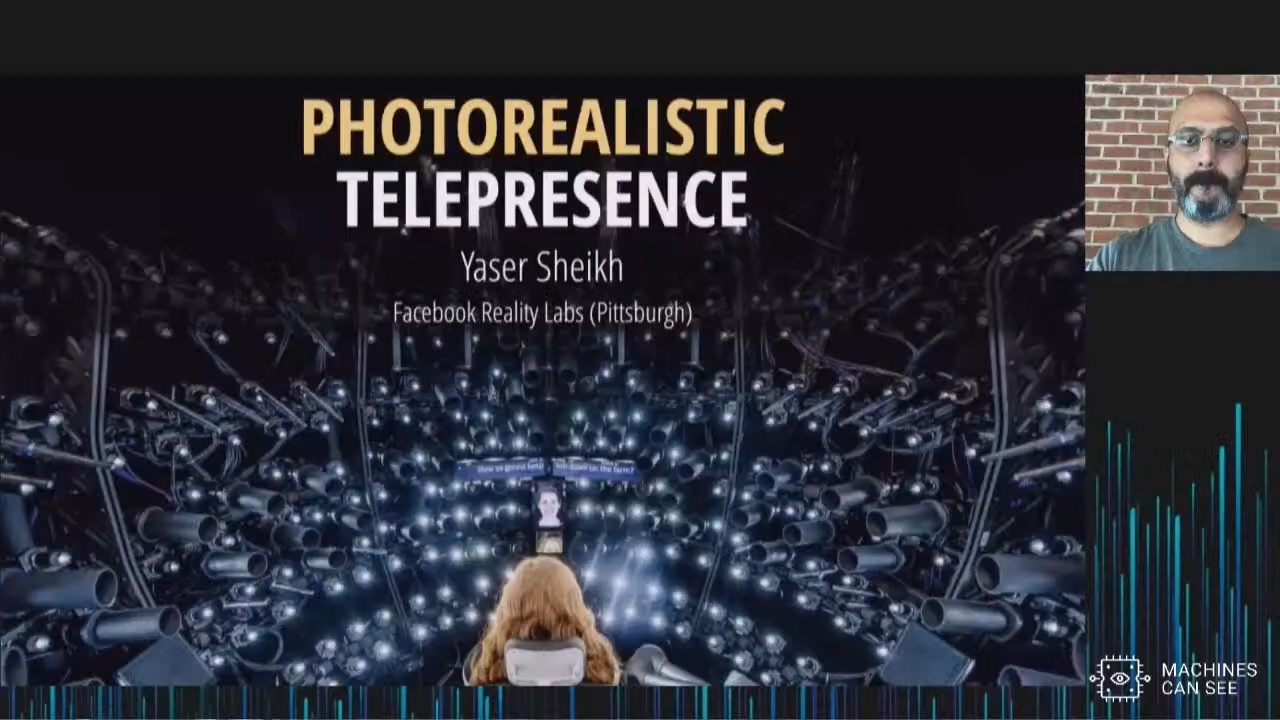 PHOTOREALISTIC
TELEPRESENCE
Yaser Sheikh
Facebook Reality Labs (Pittsburgh)
MACHINES
CAN SEE